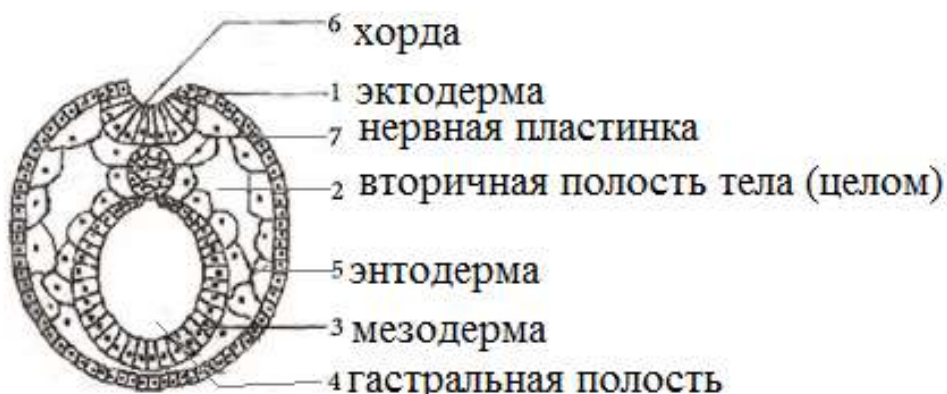 6 хорда
1 эктодерма
7 нервная пластинка
2 вторичная полость тела (целом)
5 энтодерма
3 мезодерма
4 гастральная полость